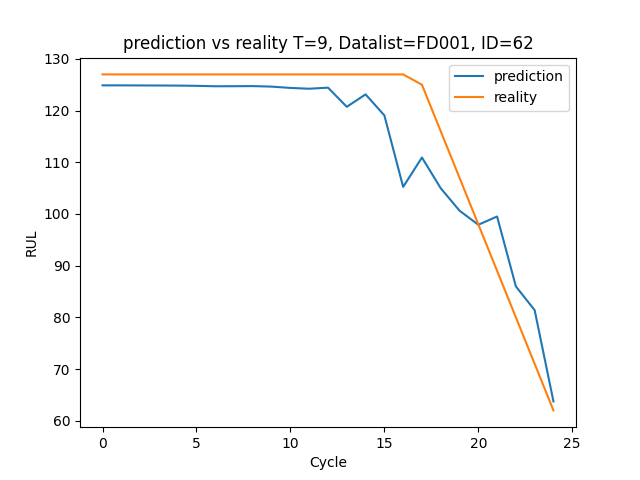 prediction vs reality T=9, Datalist=FD001, ID=62
prediction
reality
RUL
130
120
110
100
90
80
70
60
0 5 10 15 20 25
Cycle